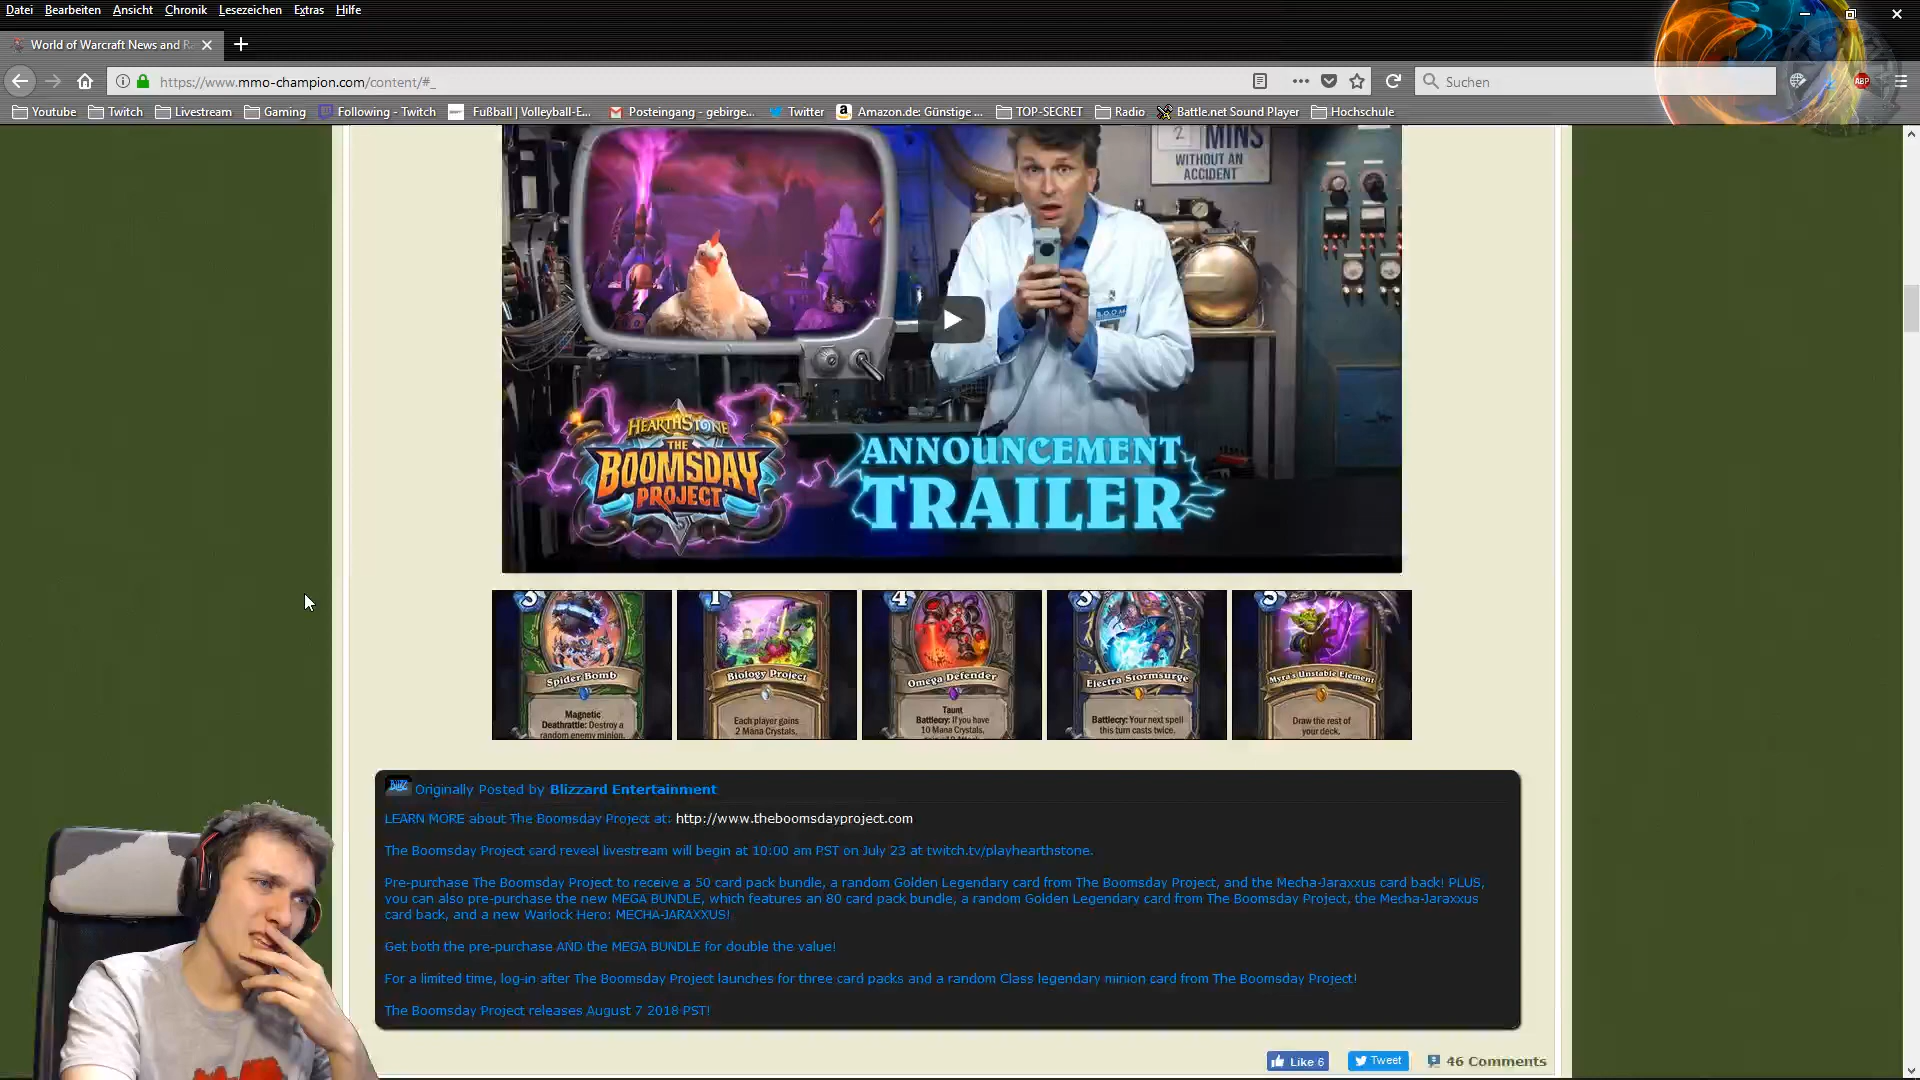 Datei Bearbeiten Ansicht Chronik Lesezeichen Extras Hilfe
World of Warcraft News and Ra
https://www.mmo-champion.com/content/#_
Suchen
ABP
Youtube Twitch Livestream Gaming Following - Twitch Fußball | Volleyball-E... Posteingang - gebirge... Twitter Amazon.de: Günstige ... TOP-SECRET Radio Battle.net Sound Player Hochschule
2 MINS
WITHOUT AN
ACCIDENT
B.O.O.M
HEARTHSTONE
THE
BOOMSDAY
PROJECT
ANNOUNCEMENT
TRAILER
Spider Bomb
Magnetic
Deathrattle: Destroy a
random enemy minion.
1
Biology Project
Each player gains
2 Mana Crystals.
4
Omega Defender
Taunt
Battlecry: If you have
10 Mana Crystals,
Electra Stormsurge
Battlecry: Your next spell
this turn casts twice.
Myra's Unstable Element
Draw the rest of
your deck.
Originally Posted by Blizzard Entertainment
LEARN MORE about The Boomsday Project at: http://www.theboomsdayproject.com
The Boomsday Project card reveal livestream will begin at 10:00 am PST on July 23 at twitch.tv/playhearthstone.
Pre-purchase The Boomsday Project to receive a 50 card pack bundle, a random Golden Legendary card from The Boomsday Project, and the Mecha-Jaraxxus card back! PLUS,
you can also pre-purchase the new MEGA BUNDLE, which features an 80 card pack bundle, a random Golden Legendary card from The Boomsday Project, the Mecha-Jaraxxus
card back, and a new Warlock Hero: MECHA-JARAXXUS!
Get both the pre-purchase AND the MEGA BUNDLE for double the value!
For a limited time, log-in after The Boomsday Project launches for three card packs and a random Class legendary minion card from The Boomsday Project!
The Boomsday Project releases August 7 2018 PST!
Like 6 Tweet 46 Comments